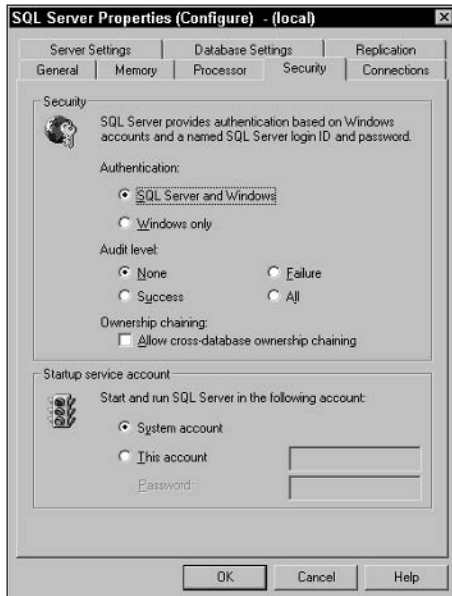 SQL Server Properties (Configure) - (local)
Server Settings Database Settings Replication
General Memory Processor Security Connections
Security
SQL Server provides authentication based on Windows
accounts and a named SQL Server login ID and password.
Authentication:
SQL Server and Windows
Windows only
Audit level:
None Failure
Success All
Ownership chaining:
Allow cross-database ownership chaining
Startup service account
Start and run SQL Server in the following account:
System account
This account
Password:
OK Cancel Help